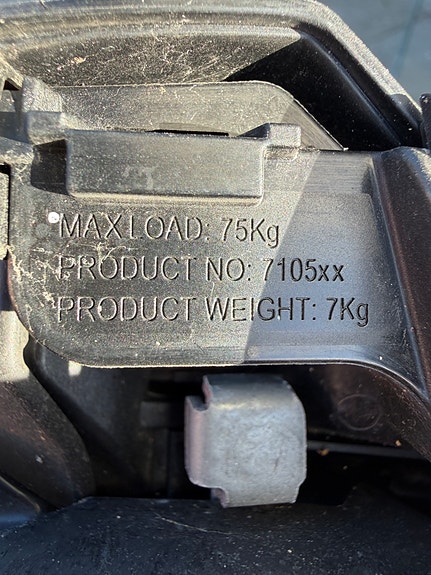 MAX LOAD: 75Kg
PRODUCT NO: 7105xx
PRODUCT WEIGHT: 7Kg